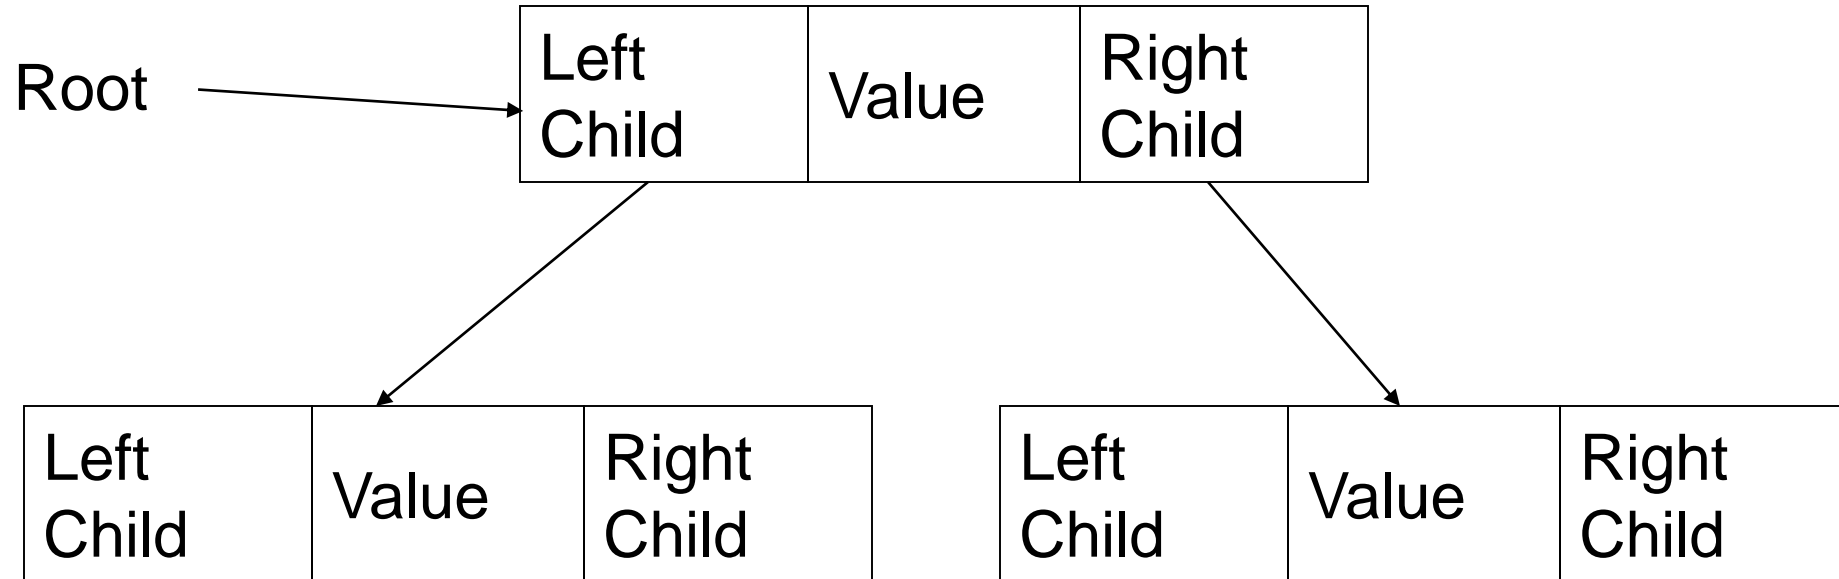 Root
Left
Child
Value
Right
Child
Left
Child
Value
Right
Child
Left
Child
Value
Right
Child